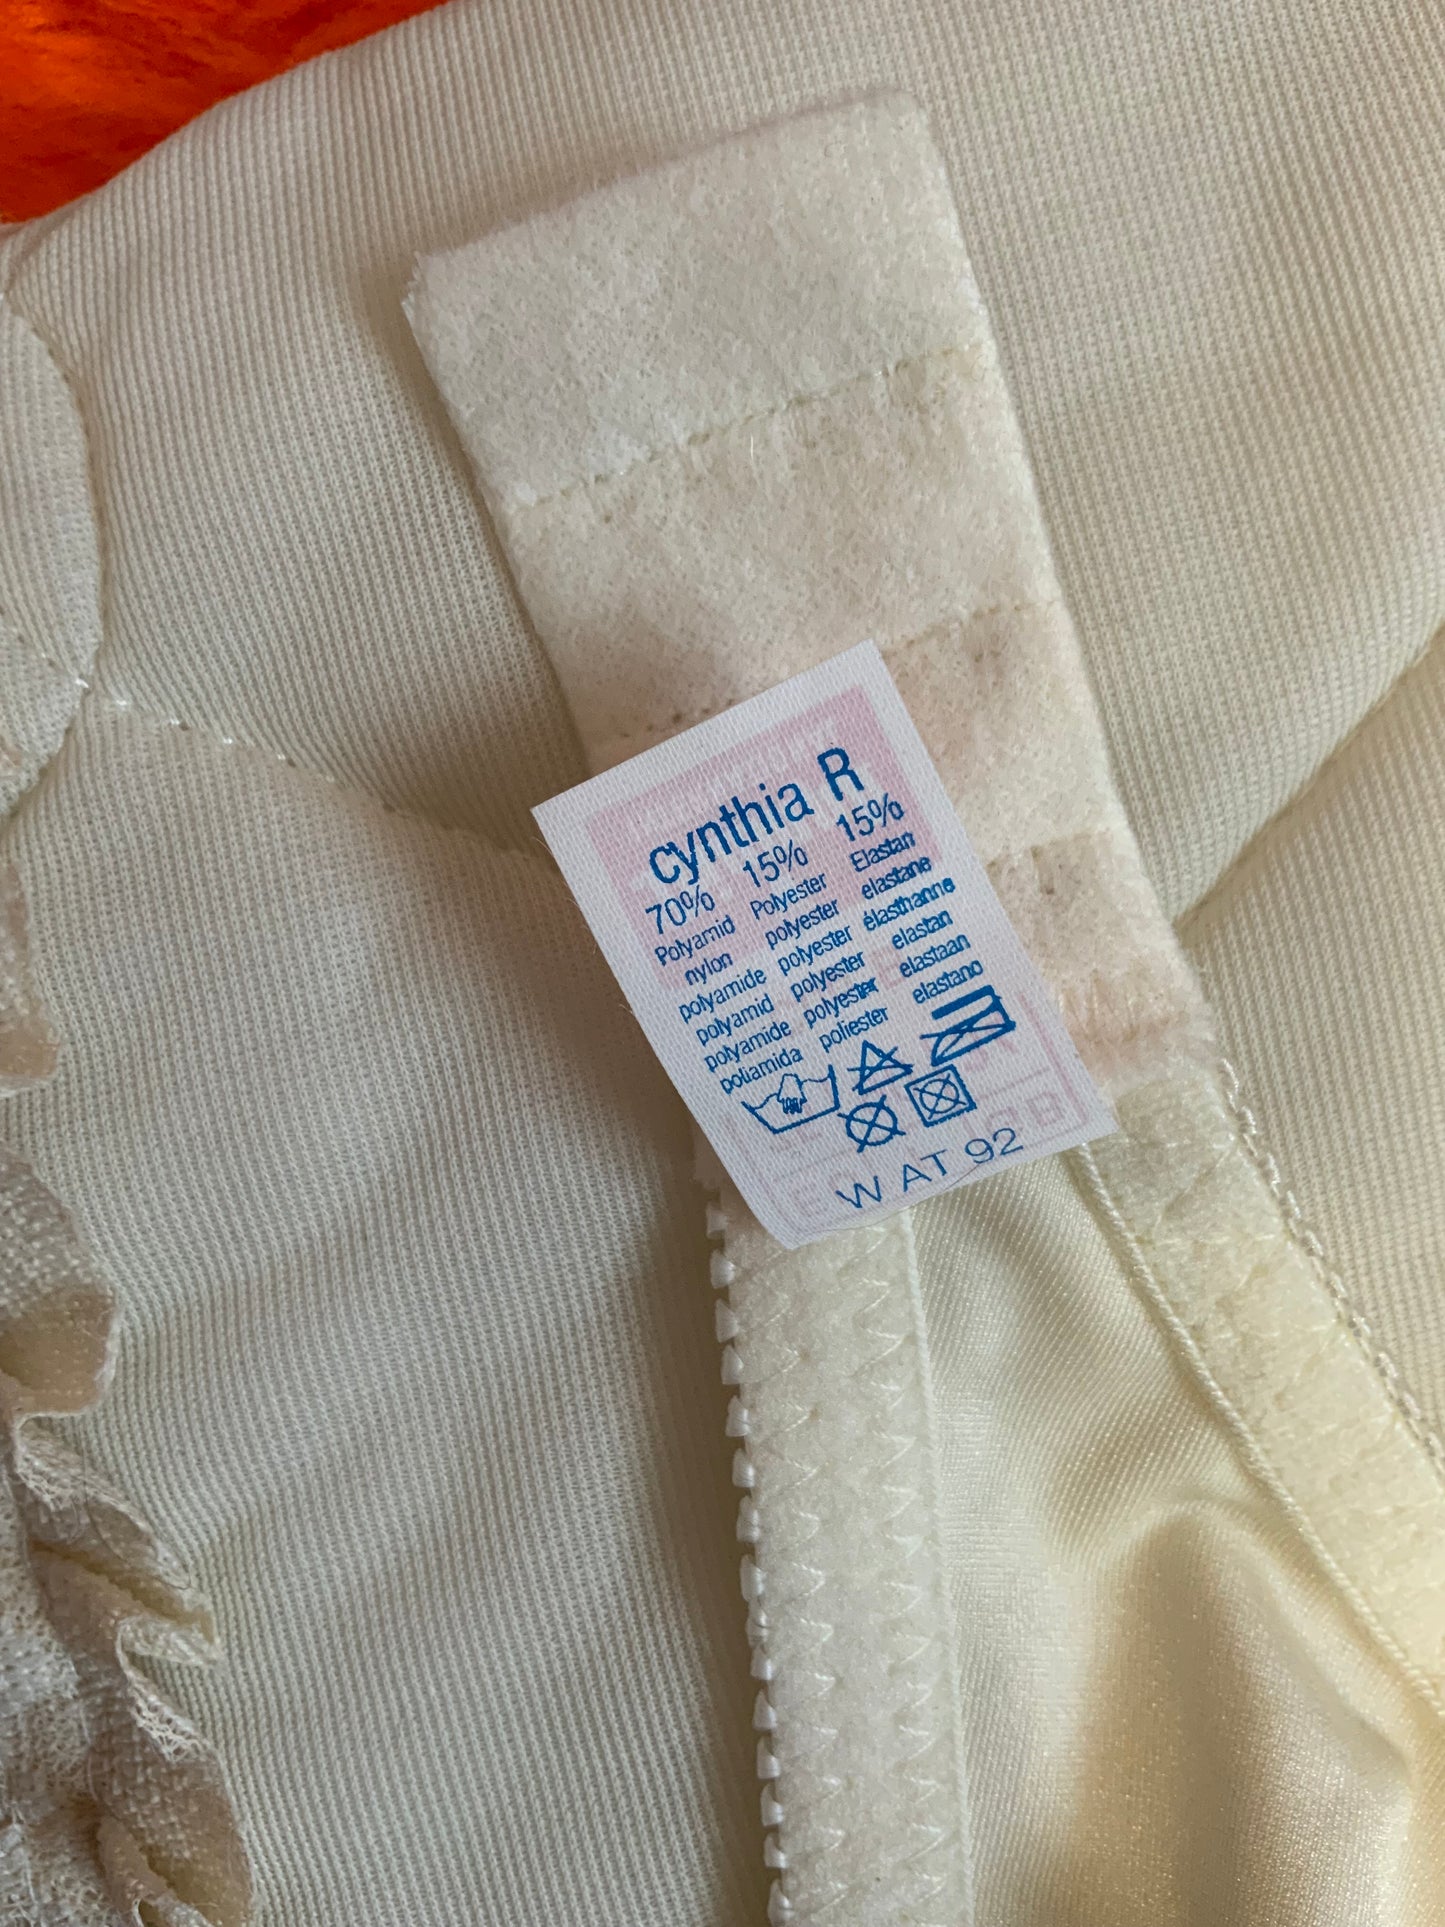 cynthia R
70% 15% 15%
Polyamid Polyester Elastan
nylon polyester elastane
polyamide polyester élasthanne
polyamid polyester elastan
polyamide polyester elastaan
poliamida poliester elastano
W AT 92